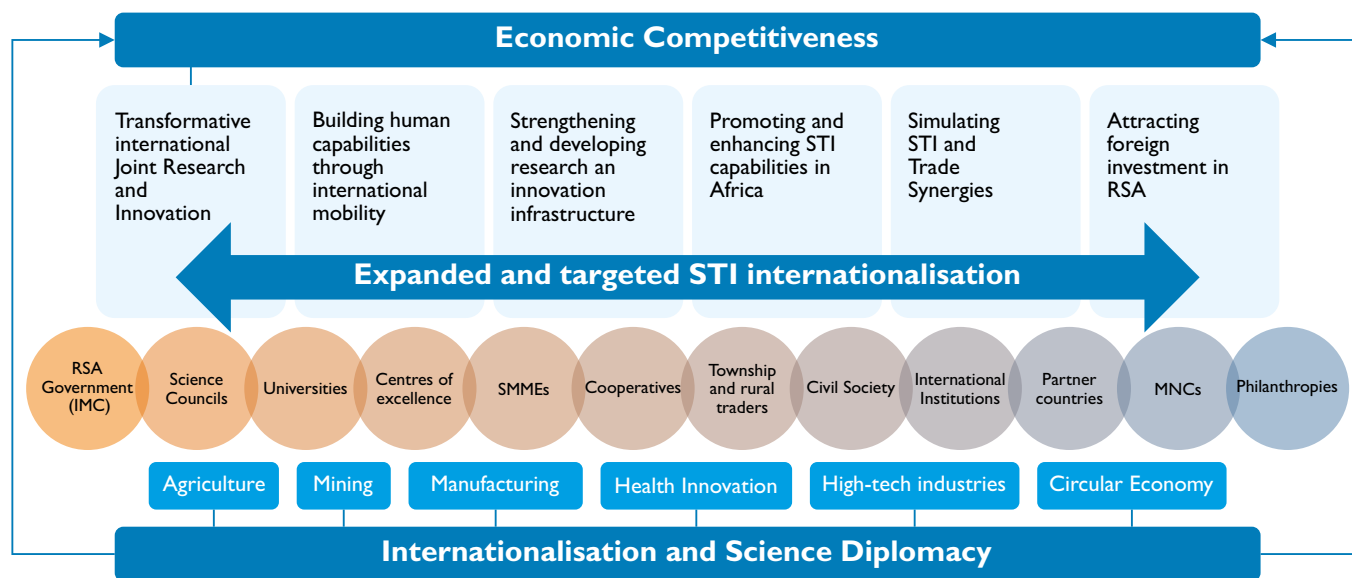 Economic Competitiveness
Transformative
international
Joint Research
and
Innovation
Building human
capabilities
through
international
mobility
Strengthening
and developing
research an
innovation
infrastructure
Promoting and
enhancing STI
capabilities in
Africa
Simulating
STI and
Trade
Synergies
Attracting
foreign
investment in
RSA
Expanded and targeted STI internationalisation
RSA
Government
(IMC)
Science
Councils
Universities
Centres of
excellence
SMMEs
Cooperatives
Township
and rural
traders
Civil Society
International
Institutions
Partner
countries
MNCs
Philanthropies
Agriculture
Mining
Manufacturing
Health Innovation
High-tech industries
Circular Economy
Internationalisation and Science Diplomacy